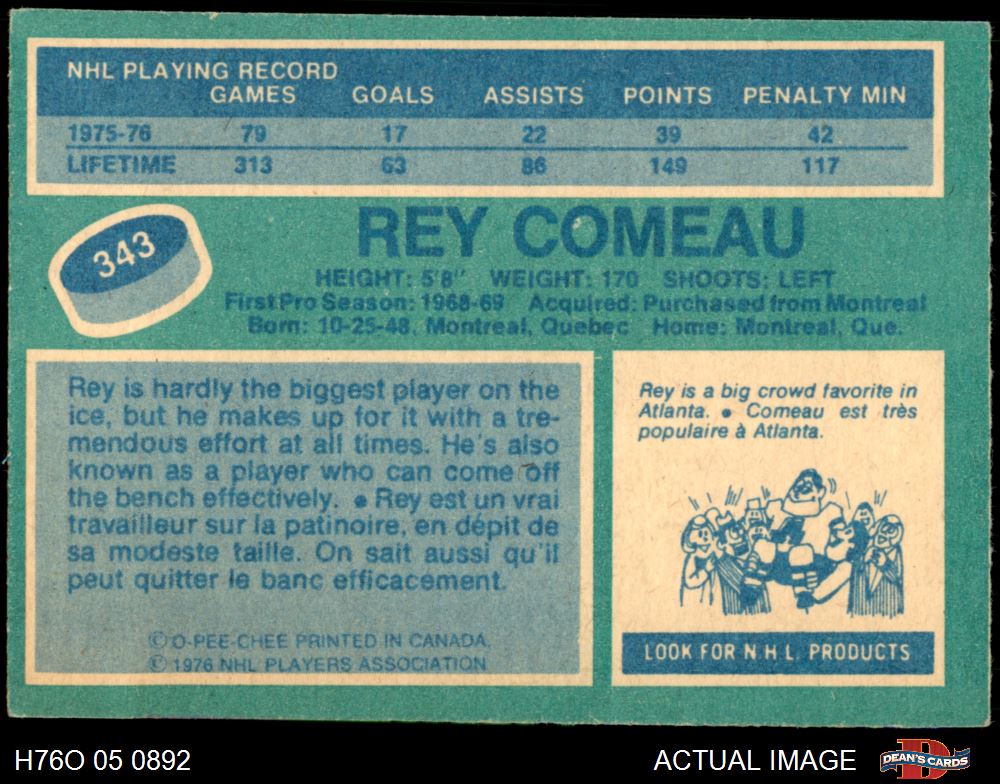 NHL PLAYING RECORD
GAMES GOALS ASSISTS POINTS PENALTY MIN
1975-76 79 17 22 39 42
LIFETIME 313 63 86 149 117
343
REY COMEAU
HEIGHT: 5'8" WEIGHT: 170 SHOOTS: LEFT
First Pro Season: 1968-69 Acquired: Purchased from Montreal
Born: 10-25-48, Montreal, Quebec Home: Montreal, Que.
Rey is hardly the biggest player on the
ice, but he makes up for it with a tre-
mendous effort at all times. He's also
known as a player who can come off
the bench effectively. • Rey est un vrai
travailleur sur la patinoire, en dépit de
sa modeste taille. On sait aussi qu'il
peut quitter le banc efficacement.
© O-PEE-CHEE PRINTED IN CANADA.
© 1976 NHL PLAYERS ASSOCIATION
Rey is a big crowd favorite in
Atlanta. • Comeau est très
populaire à Atlanta.
LOOK FOR N H L PRODUCTS
H76O 05 0892
ACTUAL IMAGE
D
DEAN'S CARDS